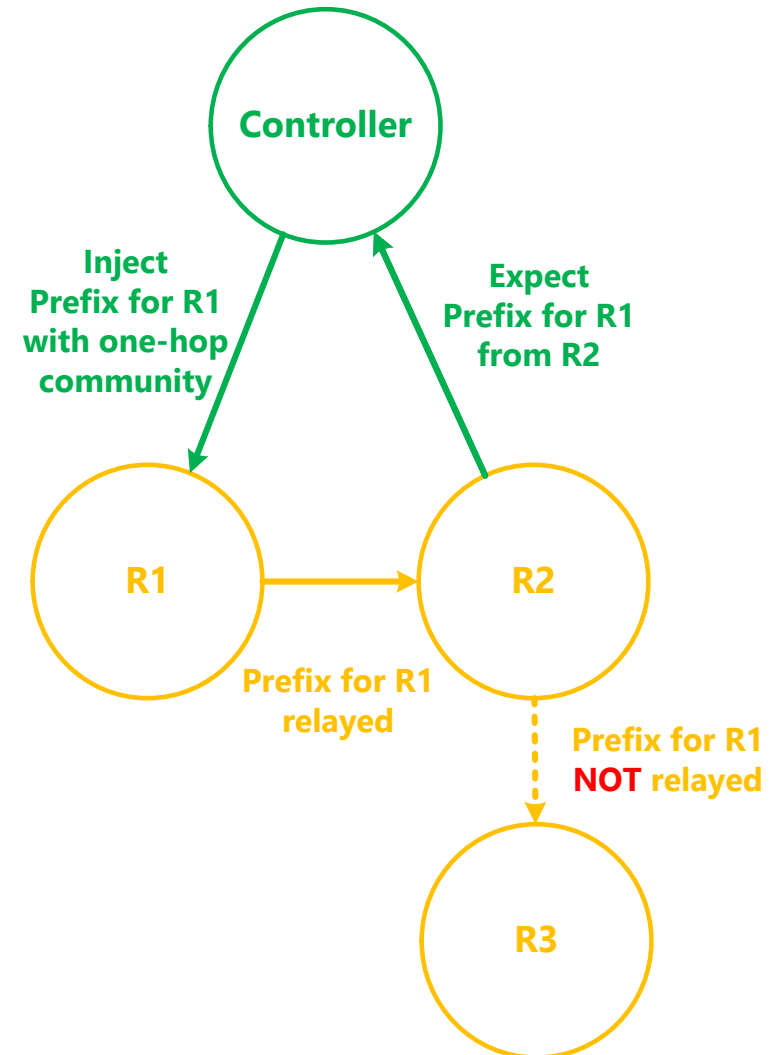 Controller
Inject
Prefix for R1
with one-hop
community
Expect
Prefix for R1
from R2
R1
R2
Prefix for R1
relayed
Prefix for R1
NOT relayed
R3